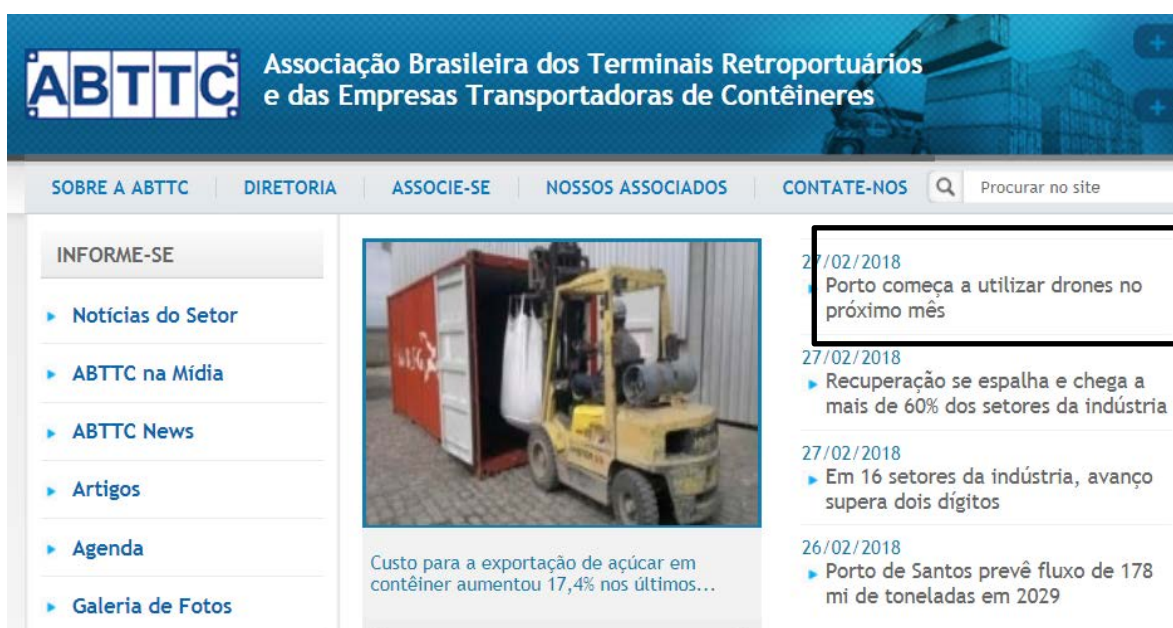 ABTTC
Associação Brasileira dos Terminais Retroportuários
e das Empresas Transportadoras de Contêineres
SOBRE A ABTTC
DIRETORIA
ASSOCIE-SE
NOSSOS ASSOCIADOS
CONTATE-NOS
Procurar no site
INFORME-SE
Notícias do Setor
ABTTC na Mídia
ABTTC News
Artigos
Agenda
Galeria de Fotos
Custo para a exportação de açúcar em
contêiner aumentou 17,4% nos últimos...
27/02/2018
Porto começa a utilizar drones no
próximo mês
27/02/2018
Recuperação se espalha e chega a
mais de 60% dos setores da indústria
27/02/2018
Em 16 setores da indústria, avanço
supera dois dígitos
26/02/2018
Porto de Santos prevê fluxo de 178
mi de toneladas em 2029